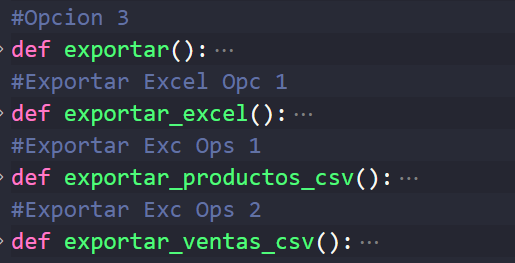 #Opcion 3
def exportar():···
#Exportar Excel Opc 1
def exportar_excel():···
#Exportar Exc Ops 1
def exportar_productos_csv():···
#Exportar Exc Ops 2
def exportar_ventas_csv():···